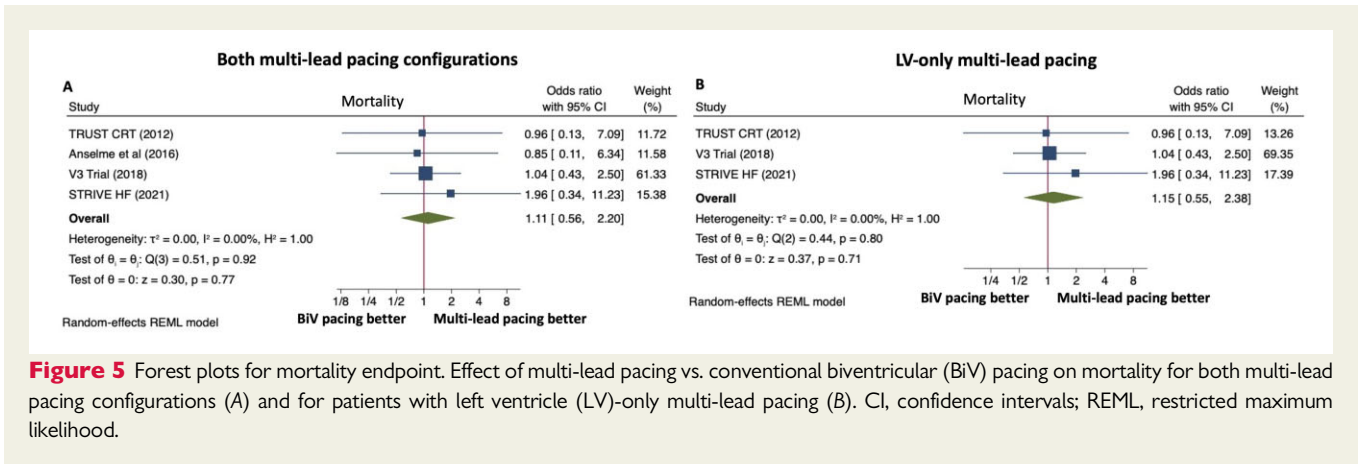 Both multi-lead pacing configurations
A
Mortality
Study
Odds ratio with 95% CI
Weight (%)
TRUST CRT (2012) 0.96 [ 0.13, 7.09] 11.72
Anselme et al (2016) 0.85 [ 0.11, 6.34] 11.58
V3 Trial (2018) 1.04 [ 0.43, 2.50] 61.33
STRIVE HF (2021) 1.96 [ 0.34, 11.23] 15.38
Overall 1.11 [ 0.56, 2.20]
Heterogeneity: τ² = 0.00, I² = 0.00%, H² = 1.00
Test of θᵢ = θⱼ: Q(3) = 0.51, p = 0.92
Test of θ = 0: z = 0.30, p = 0.77
1/8 1/4 1/2 1 2 4 8
BiV pacing better Multi-lead pacing better
Random-effects REML model
LV-only multi-lead pacing
B
Mortality
Study
Odds ratio with 95% CI
Weight (%)
TRUST CRT (2012) 0.96 [ 0.13, 7.09] 13.26
V3 Trial (2018) 1.04 [ 0.43, 2.50] 69.35
STRIVE HF (2021) 1.96 [ 0.34, 11.23] 17.39
Overall 1.15 [ 0.55, 2.38]
Heterogeneity: τ² = 0.00, I² = 0.00%, H² = 1.00
Test of θᵢ = θⱼ: Q(2) = 0.44, p = 0.80
Test of θ = 0: z = 0.37, p = 0.71
1/4 1/2 1 2 4 8
BiV pacing better Multi-lead pacing better
Random-effects REML model
Figure 5 Forest plots for mortality endpoint. Effect of multi-lead pacing vs. conventional biventricular (BiV) pacing on mortality for both multi-lead
pacing configurations (A) and for patients with left ventricle (LV)-only multi-lead pacing (B). CI, confidence intervals; REML, restricted maximum
likelihood.